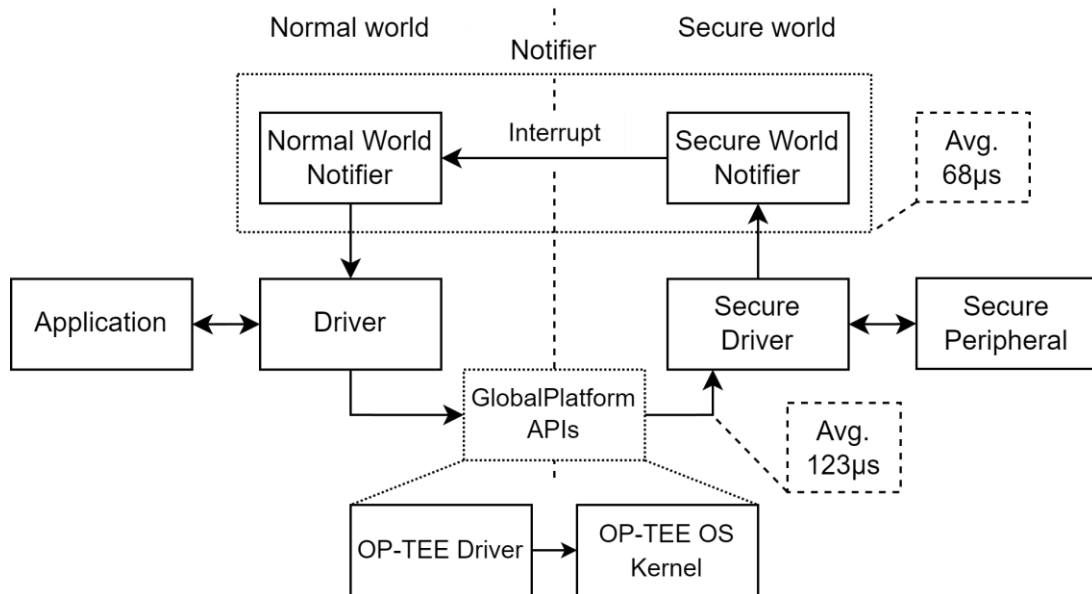 Normal world
Secure world
Notifier
Normal World
Notifier
Interrupt
Secure World
Notifier
Avg.
68μs
Application
Driver
Secure
Driver
Secure
Peripheral
GlobalPlatform
APIs
Avg.
123μs
OP-TEE Driver
OP-TEE OS
Kernel